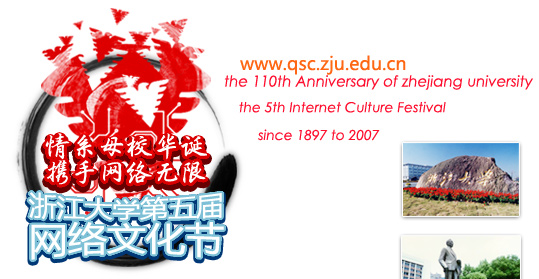 www.qsc.zju.edu.cn
the 110th Anniversary of zhejiang university
the 5th Internet Culture Festival
since 1897 to 2007
情系母校华诞
携手网络无限
浙江大学第五届
网络文化节